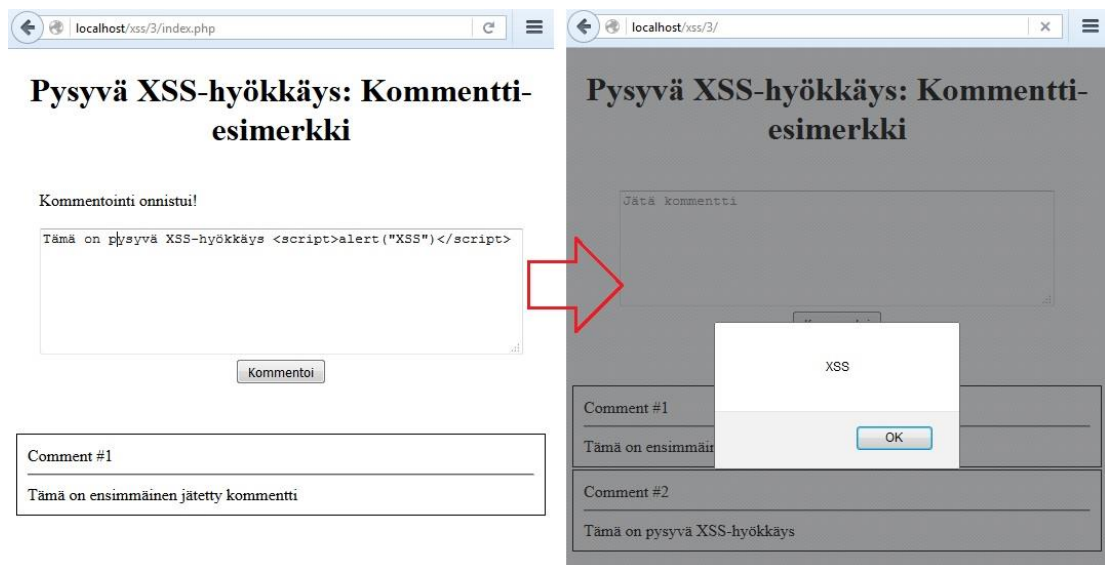 localhost/xss/3/index.php
Pysyvä XSS-hyökkäys: Kommentti-
esimerkki
Kommentointi onnistui!
Tämä on pysyvä XSS-hyökkäys <script>alert("XSS")</script>
Kommentoi
Comment #1
Tämä on ensimmäinen jätetty kommentti
localhost/xss/3/
Pysyvä XSS-hyökkäys: Kommentti-
esimerkki
Jätä kommentti
XSS
OK
Comment #1
Tämä on
Comment #2
Tämä on pysyvä XSS-hyökkäys